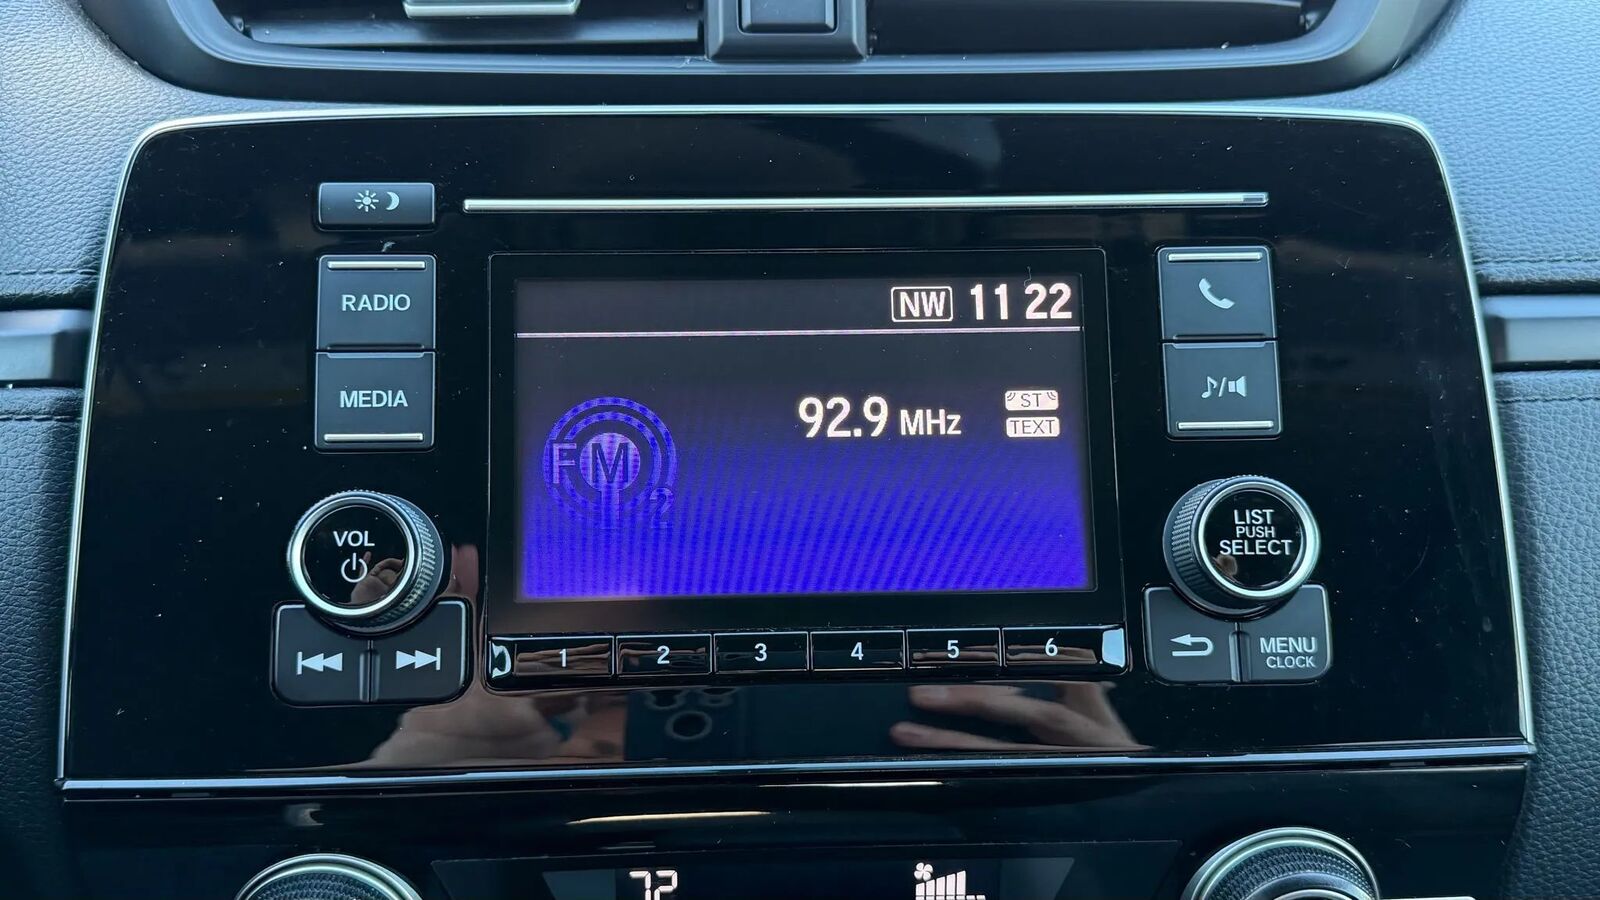 RADIO
MEDIA
NW 11 22
92.9 MHz
ST
TEXT
FM
2
VOL
LIST
PUSH
SELECT
1 2 3 4 5 6
MENU
CLOCK
72